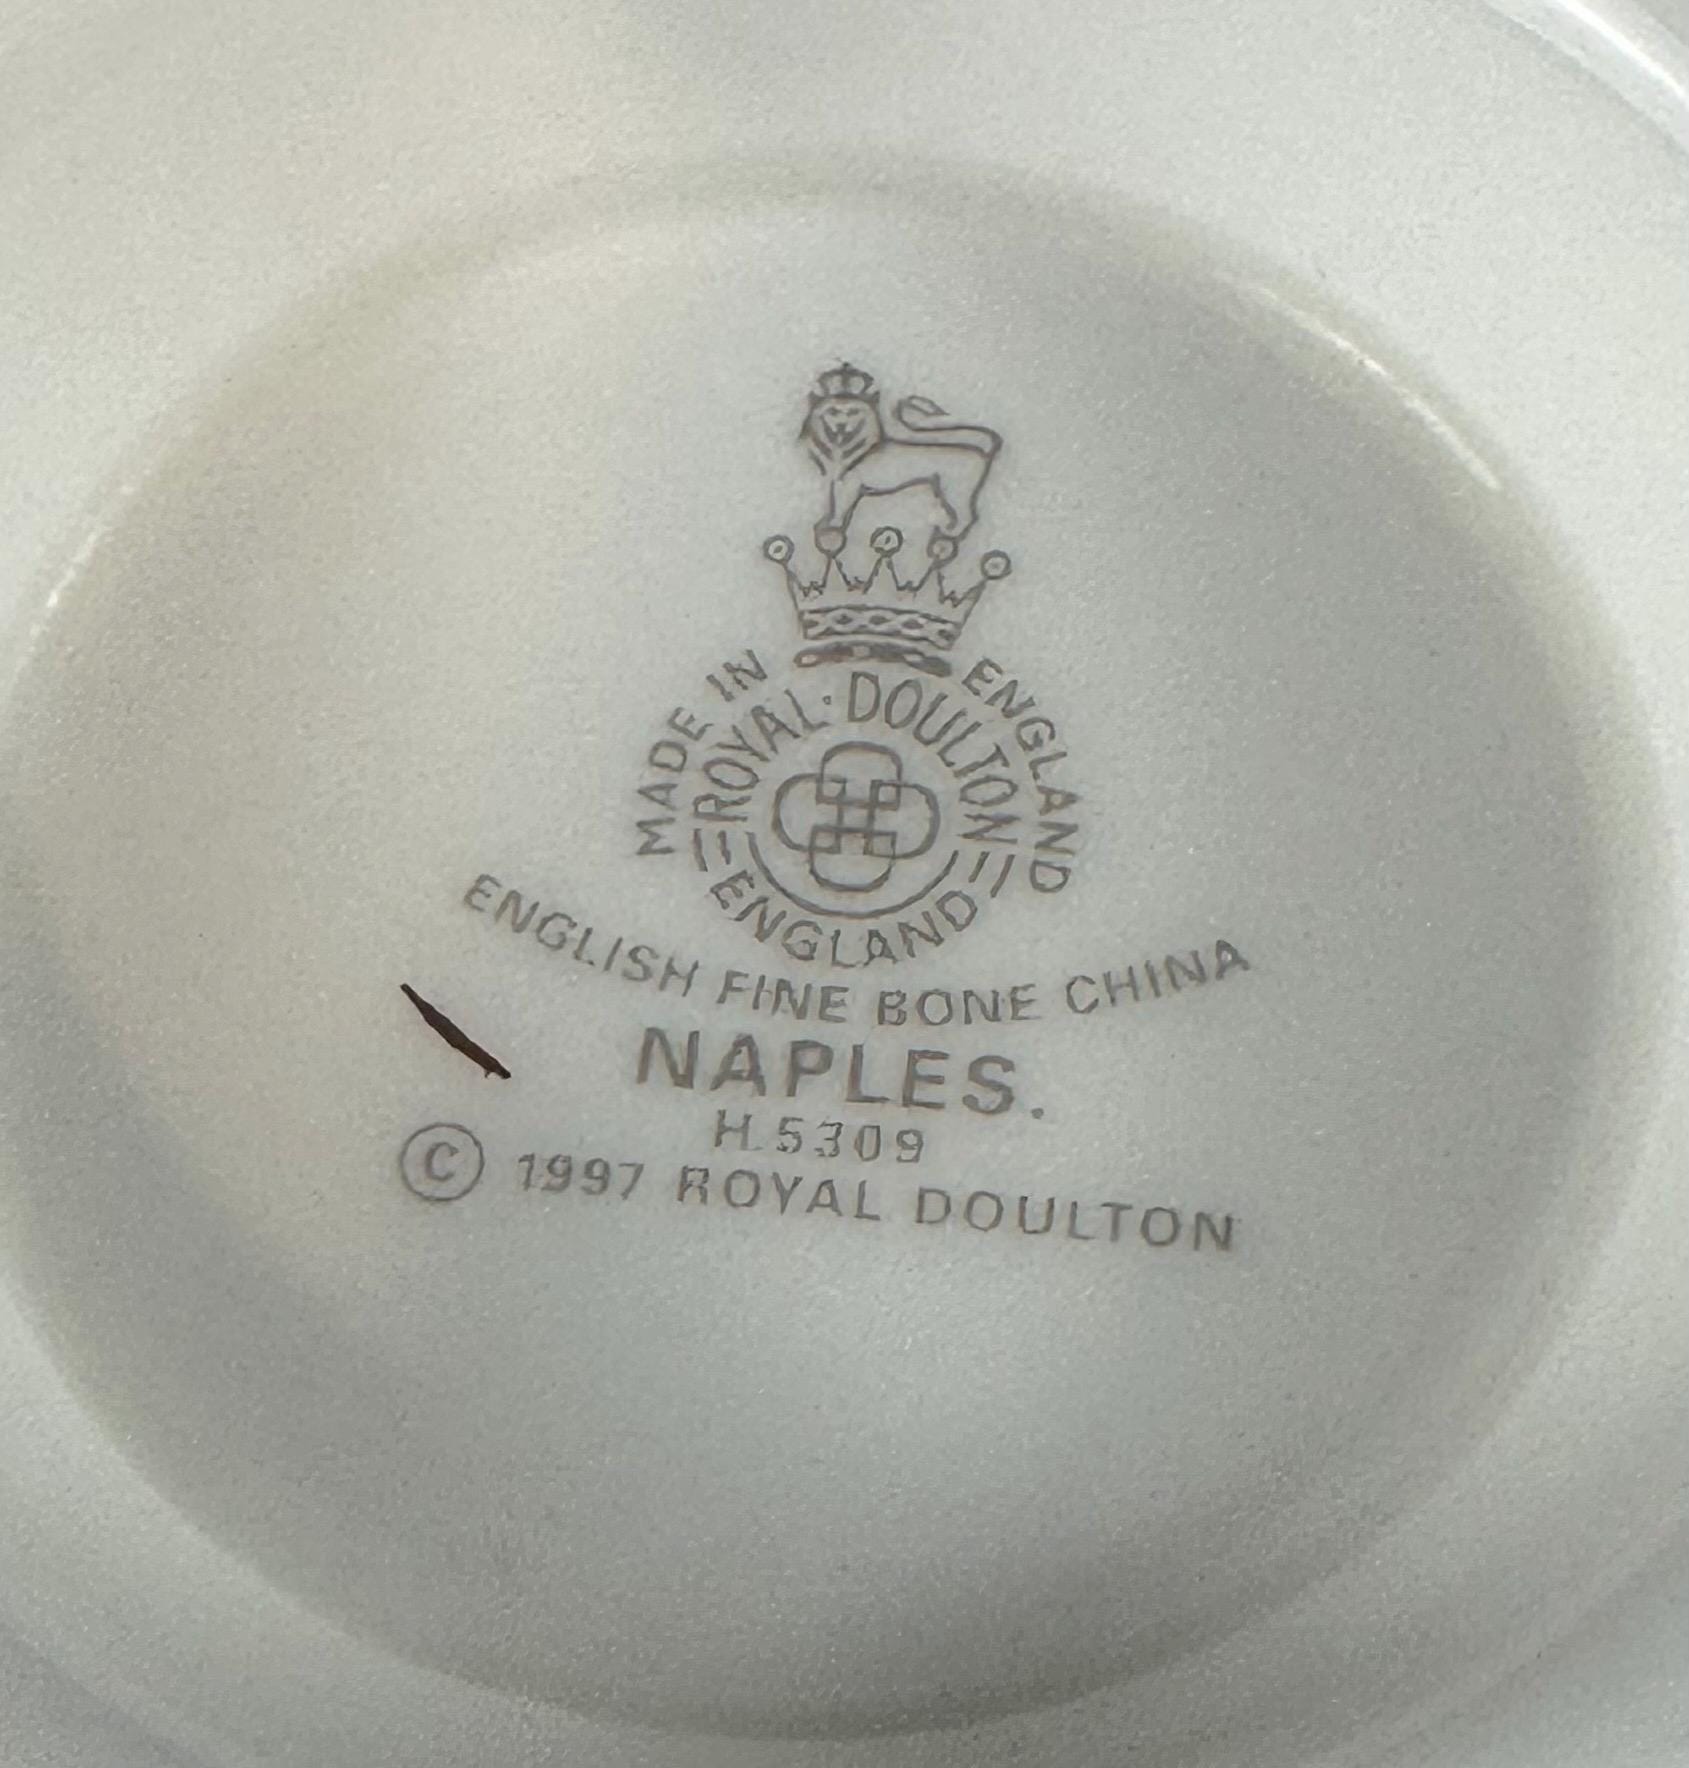 MADE IN ENGLAND
ROYAL·DOULTON
ENGLAND
ENGLISH FINE BONE CHINA
NAPLES.
H.5309
© 1997 ROYAL DOULTON